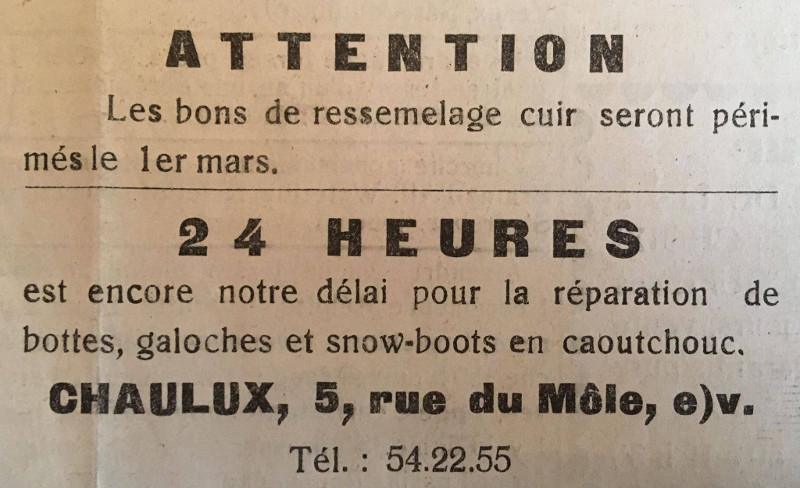 ATTENTION
Les bons de ressemelage cuir seront péri-
més le 1er mars.
24 HEURES
est encore notre délai pour la réparation de
bottes, galoches et snow-boots en caoutchouc.
CHAULUX, 5, rue du Môle, e)v.
Tél. : 54.22.55